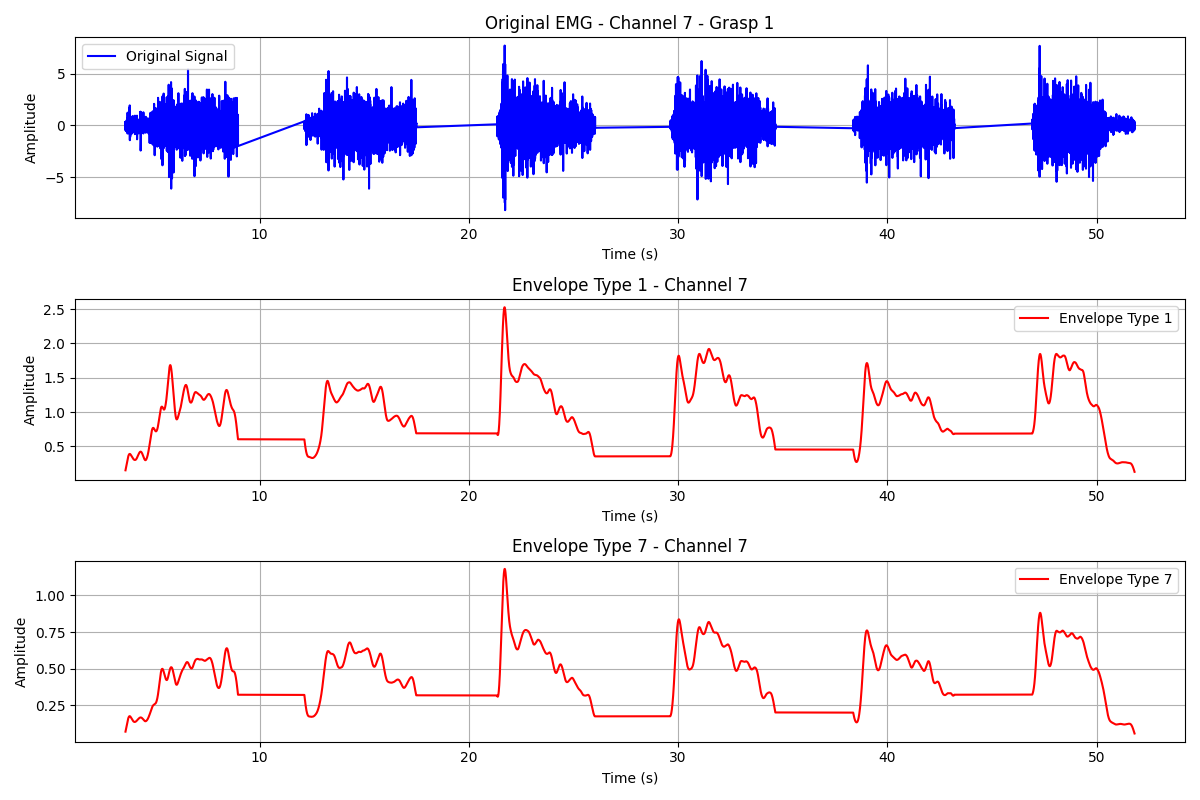 Original EMG - Channel 7 - Grasp 1
Original Signal
5
0
−5
Amplitude
10 20 30 40 50
Time (s)
Envelope Type 1 - Channel 7
Envelope Type 1
2.5
2.0
1.5
1.0
0.5
Amplitude
10 20 30 40 50
Time (s)
Envelope Type 7 - Channel 7
Envelope Type 7
1.00
0.75
0.50
0.25
Amplitude
10 20 30 40 50
Time (s)